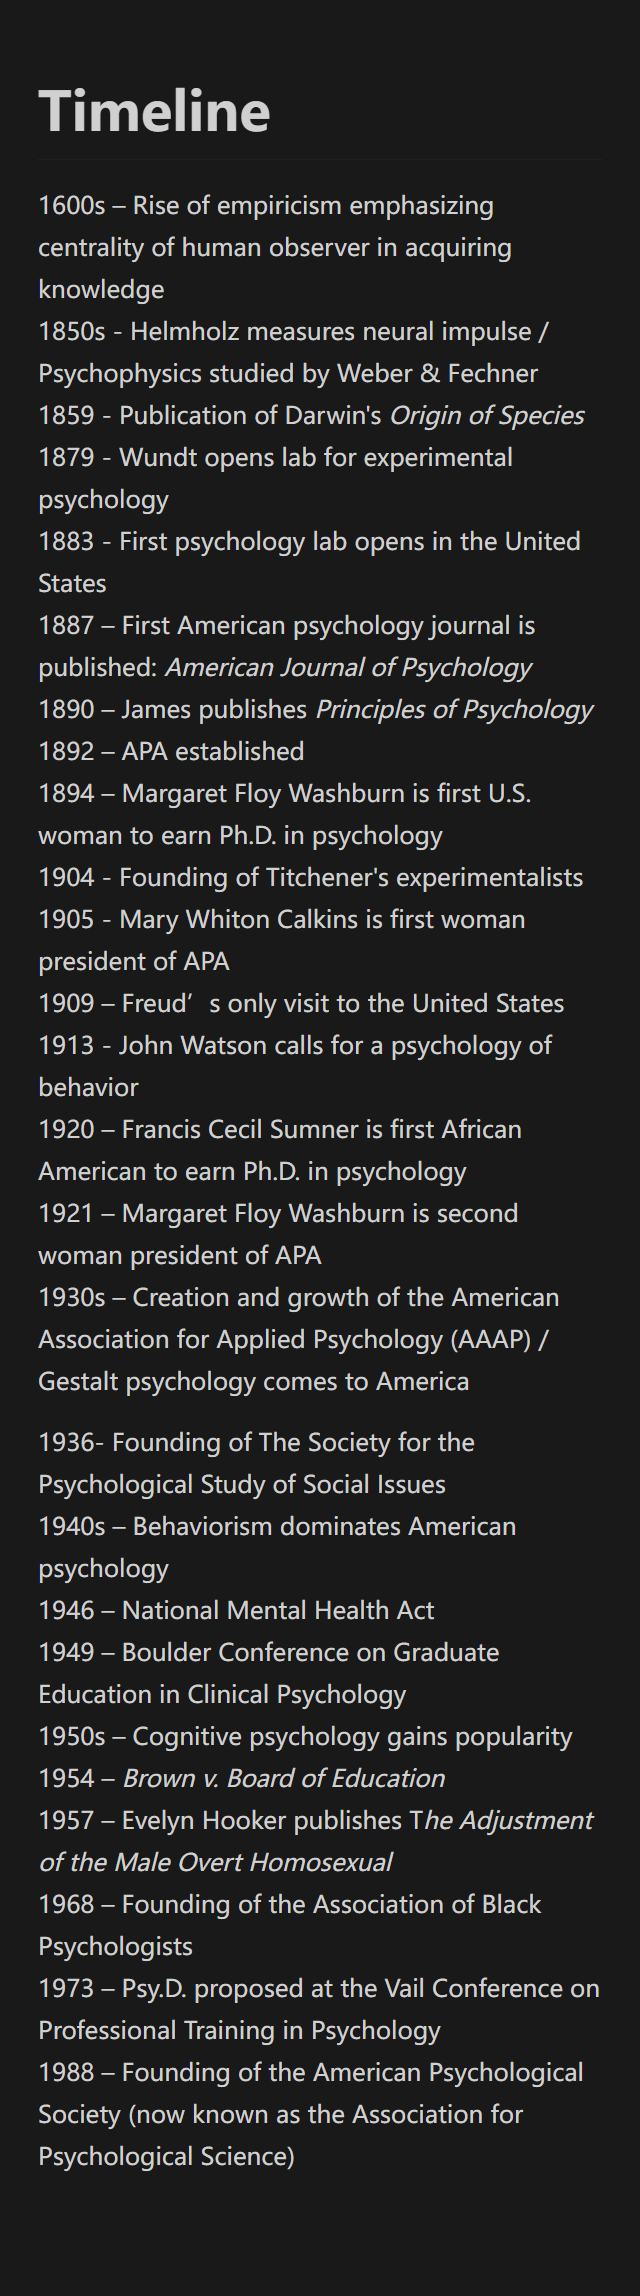 Timeline
1600s – Rise of empiricism emphasizing
centrality of human observer in acquiring
knowledge
1850s - Helmholz measures neural impulse /
Psychophysics studied by Weber & Fechner
1859 - Publication of Darwin's Origin of Species
1879 - Wundt opens lab for experimental
psychology
1883 - First psychology lab opens in the United
States
1887 – First American psychology journal is
published: American Journal of Psychology
1890 – James publishes Principles of Psychology
1892 – APA established
1894 – Margaret Floy Washburn is first U.S.
woman to earn Ph.D. in psychology
1904 - Founding of Titchener's experimentalists
1905 - Mary Whiton Calkins is first woman
president of APA
1909 – Freud’s only visit to the United States
1913 - John Watson calls for a psychology of
behavior
1920 – Francis Cecil Sumner is first African
American to earn Ph.D. in psychology
1921 – Margaret Floy Washburn is second
woman president of APA
1930s – Creation and growth of the American
Association for Applied Psychology (AAAP) /
Gestalt psychology comes to America
1936- Founding of The Society for the
Psychological Study of Social Issues
1940s – Behaviorism dominates American
psychology
1946 – National Mental Health Act
1949 – Boulder Conference on Graduate
Education in Clinical Psychology
1950s – Cognitive psychology gains popularity
1954 – Brown v. Board of Education
1957 – Evelyn Hooker publishes The Adjustment
of the Male Overt Homosexual
1968 – Founding of the Association of Black
Psychologists
1973 – Psy.D. proposed at the Vail Conference on
Professional Training in Psychology
1988 – Founding of the American Psychological
Society (now known as the Association for
Psychological Science)